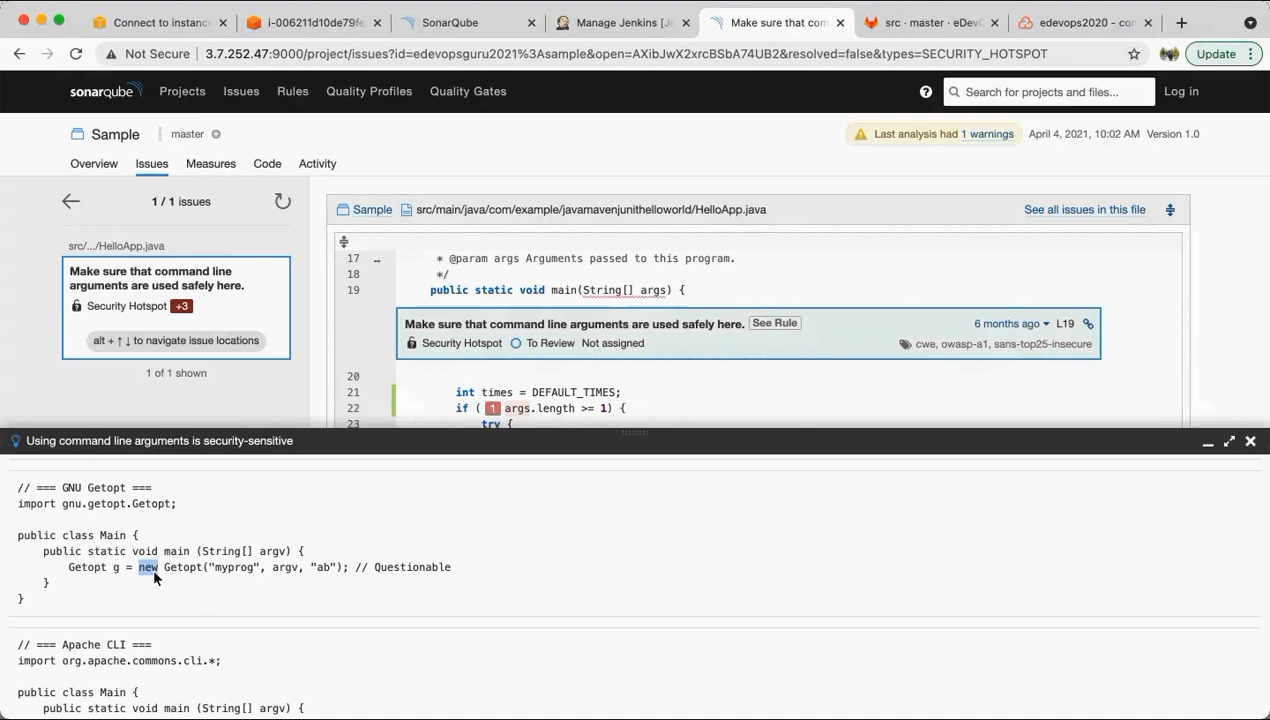 Connect to instanc
i-006211d10de79fe
SonarQube
Manage Jenkins [Je
Make sure that com
src · master · eDevO
edevops2020 - con
Not Secure
3.7.252.47:9000/project/issues?id=edevopsguru2021%3Asample&open=AXibJwX2xrcBSbA74UB2&resolved=false&types=SECURITY_HOTSPOT
Update
sonarqube
Projects
Issues
Rules
Quality Profiles
Quality Gates
Search for projects and files...
Log in
Sample
master
Last analysis had 1 warnings
April 4, 2021, 10:02 AM Version 1.0
Overview
Issues
Measures
Code
Activity
1 / 1 issues
Sample
src/main/java/com/example/javamavenjunithelloworld/HelloApp.java
See all issues in this file
src/.../HelloApp.java
Make sure that command line
arguments are used safely here.
Security Hotspot +3
alt + ↑ ↓ to navigate issue locations
1 of 1 shown
17 … * @param args Arguments passed to this program.
18 */
19 public static void main(String[] args) {
Make sure that command line arguments are used safely here. See Rule
6 months ago L19
Security Hotspot To Review Not assigned
cwe, owasp-a1, sans-top25-insecure
20
21 int times = DEFAULT_TIMES;
22 if ( 1 args.length >= 1) {
23 try {
Using command line arguments is security-sensitive
// === GNU Getopt ===
import gnu.getopt.Getopt;
public class Main {
public static void main (String[] argv) {
Getopt g = new Getopt("myprog", argv, "ab"); // Questionable
}
}
// === Apache CLI ===
import org.apache.commons.cli.*;
public class Main {
public static void main (String[] argv) {